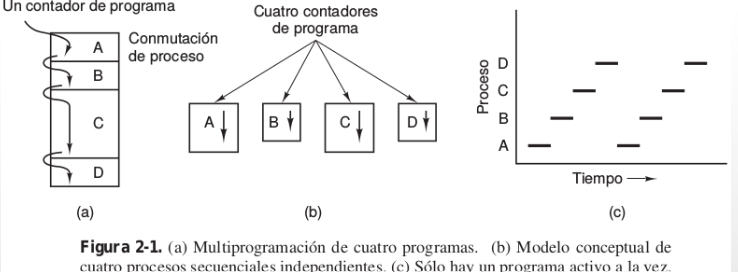 Un contador de programa
Conmutación
de proceso
A
B
C
D
(a)
Cuatro contadores
de programa
A
B
C
D
(b)
Proceso
D
C
B
A
Tiempo
(c)
Figura 2-1. (a) Multiprogramación de cuatro programas. (b) Modelo conceptual de
cuatro procesos secuenciales independientes. (c) Sólo hay un programa activo a la vez.